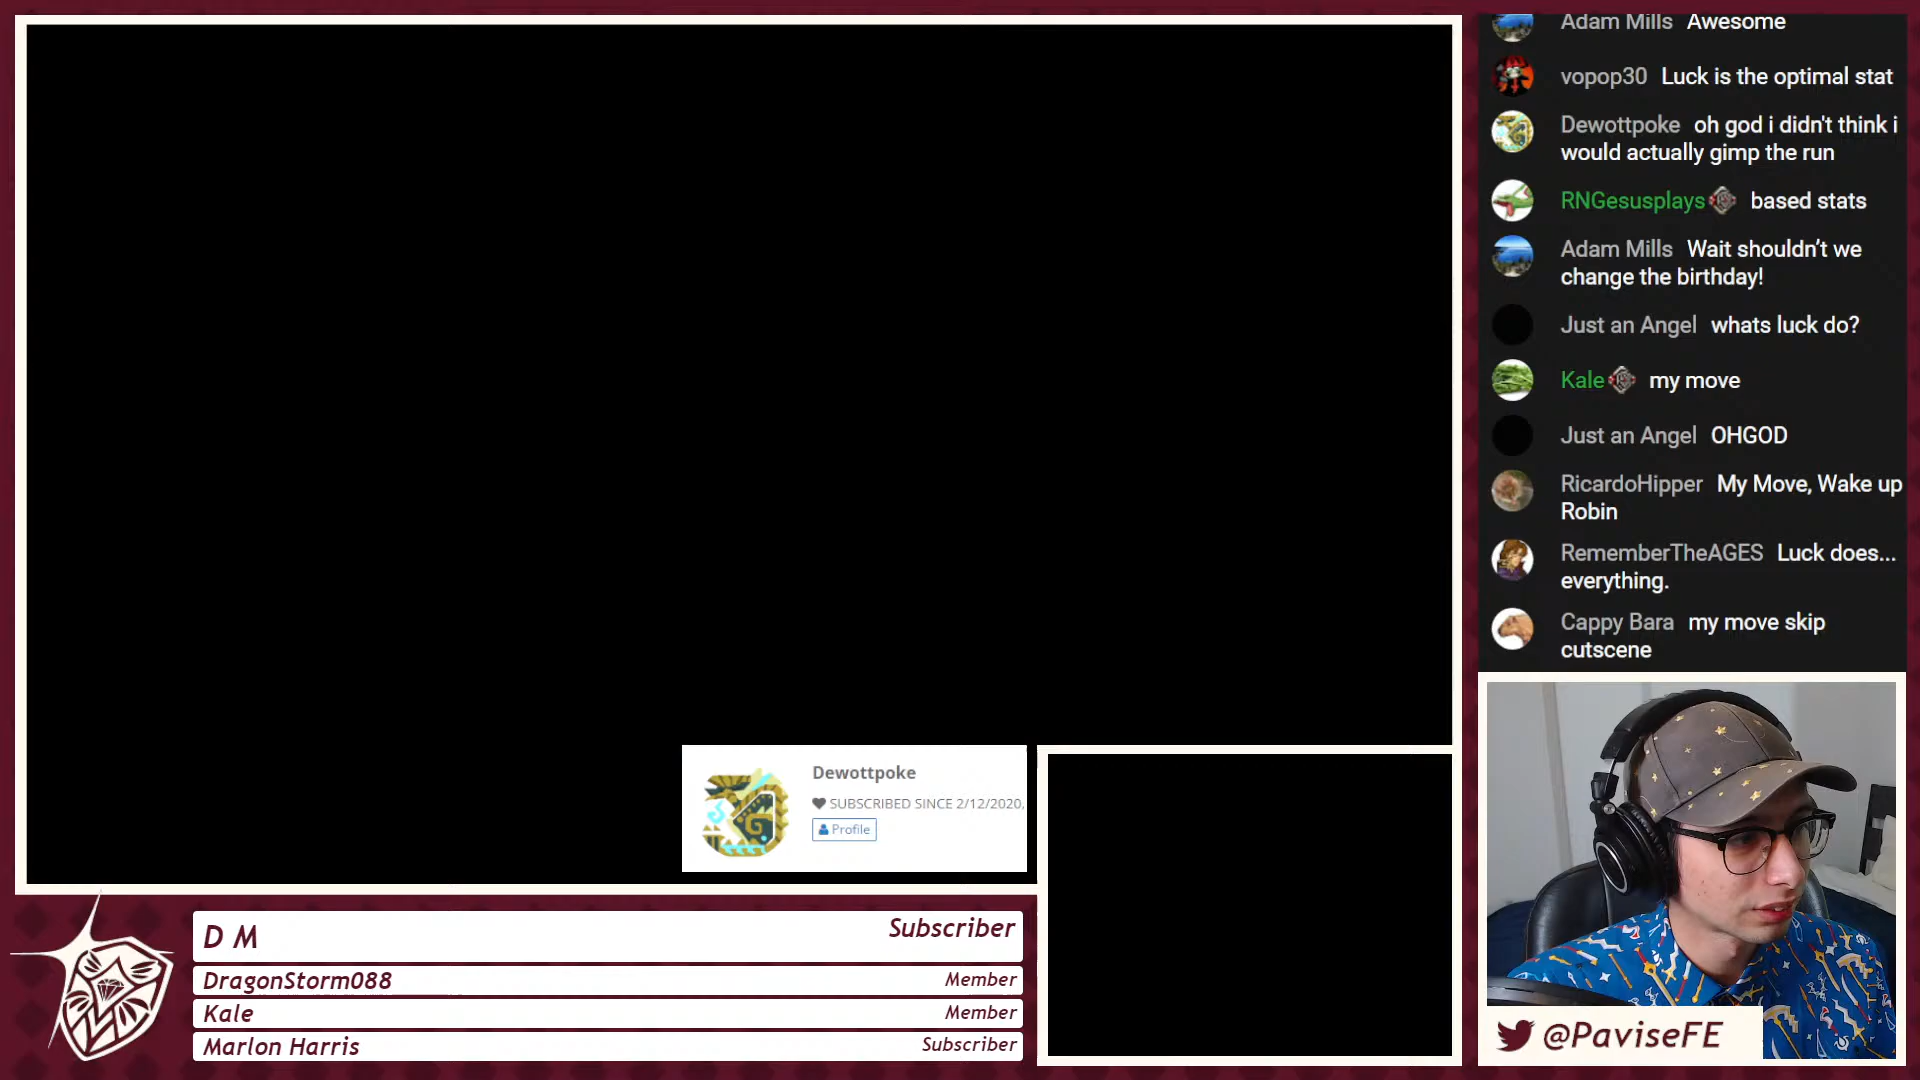 Adam Mills Awesome
vopop30 Luck is the optimal stat
Dewottpoke oh god i didn't think i
would actually gimp the run
RNGesusplays based stats
Adam Mills Wait shouldn’t we
change the birthday!
Just an Angel whats luck do?
Kale my move
Just an Angel OHGOD
RicardoHipper My Move, Wake up
Robin
RememberTheAGES Luck does...
everything.
Cappy Bara my move skip
cutscene
Dewottpoke
SUBSCRIBED SINCE 2/12/2020,
Profile
D M Subscriber
DragonStorm088 Member
Kale Member
Marlon Harris Subscriber
@PaviseFE